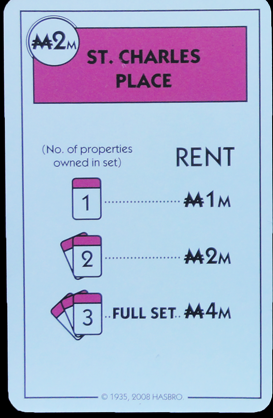 ₩2M
ST. CHARLES
PLACE
(No. of properties
owned in set)
RENT
1 ₩1M
2 ₩2M
3 ..FULL SET.. ₩4M
© 1935, 2008 HASBRO.